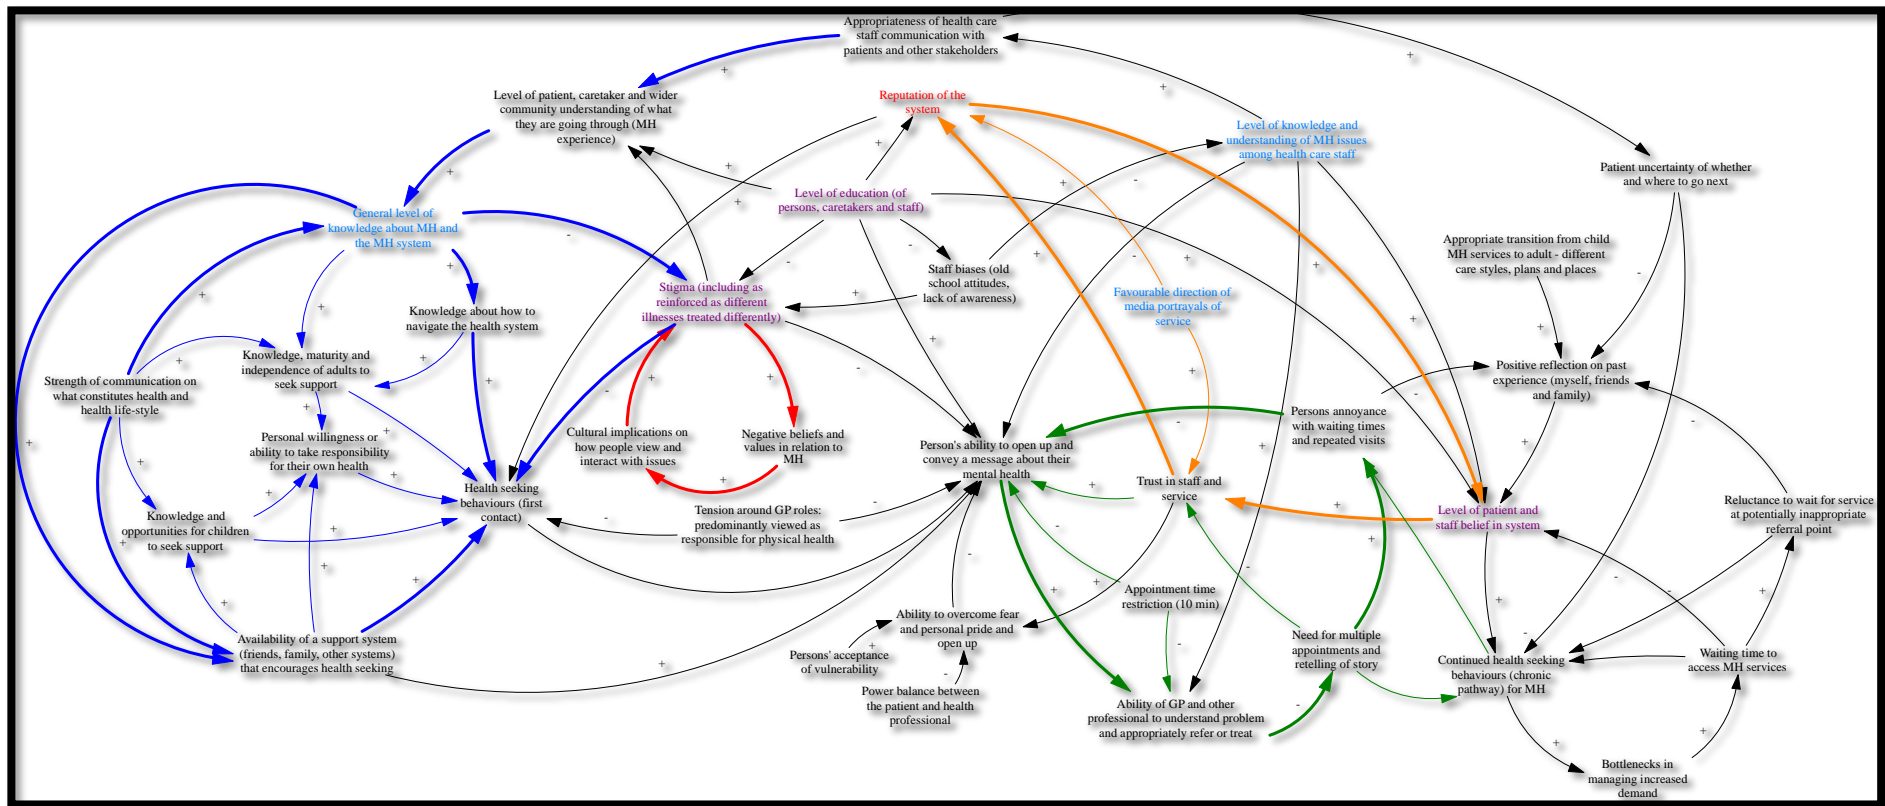 Appropriateness of health care
staff communication with
patients and other stakeholders
Level of patient, caretaker and wider
community understanding of what
they are going through (MH
experience)
Reputation of the
system
Level of knowledge and
understanding of MH issues
among health care staff
Patient uncertainty of whether
and where to go next
Level of education (of
persons, caretakers and staff)
General level of
knowledge about MH and
the MH system
Appropriate transition from child
MH services to adult - different
care styles, plans and places
Staff biases (old
school attitudes,
lack of awareness)
Stigma (including as
reinforced as different
illnesses treated differently)
Favourable direction of
media portrayals of
service
Knowledge about how to
navigate the health system
Knowledge, maturity and
independence of adults to
seek support
Strength of communication on
what constitutes health and
health life-style
Positive reflection on past
experience (myself, friends
and family)
Persons annoyance
with waiting times
and repeated visits
Personal willingness or
ability to take responsibility
for their own health
Cultural implications on
how people view and
interact with issues
Negative beliefs and
values in relation to
MH
Person's ability to open up and
convey a message about their
mental health
Trust in staff and
service
Health seeking
behaviours (first
contact)
Knowledge and
opportunities for children
to seek support
Tension around GP roles:
predominantly viewed as
responsible for physical health
Level of patient and
staff belief in system
Reluctance to wait for service
at potentially inappropriate
referral point
Appointment time
restriction (10 min)
Ability to overcome fear
and personal pride and
open up
Availability of a support system
(friends, family, other systems)
that encourages health seeking
Persons' acceptance
of vulnerability
Need for multiple
appointments and
retelling of story
Continued health seeking
behaviours (chronic
pathway) for MH
Waiting time to
access MH services
Power balance between
the patient and health
professional
Ability of GP and other
professional to understand problem
and appropriately refer or treat
Bottlenecks in
managing increased
demand